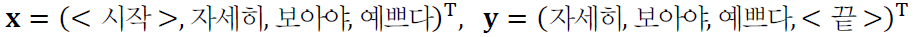 𝐱 = (< 시작 >, 자세히, 보아야, 예쁘다)ᵀ, 𝐲 = (자세히, 보아야, 예쁘다, < 끝 >)ᵀ